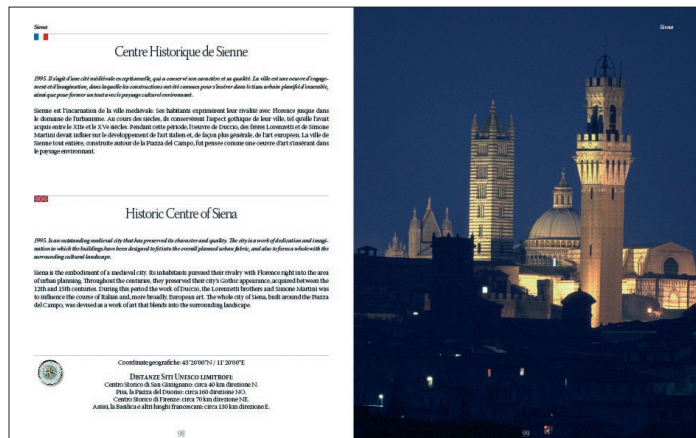 Siena
Centre Historique de Sienne
1995. Il s'agit d'une cité médiévale exceptionnelle, qui a conservé son caractère et sa qualité. La ville est une oeuvre d'engage-
ment et d'imagination, dans laquelle les constructions ont été connues pour s'insérer dans le tissu urbain planifié d'ensemble,
ainsi que pour former un tout avec le paysage culturel environnant.
Sienne est l'incarnation de la ville médiévale. Ses habitants exprimèrent leur rivalité avec Florence jusque dans
le domaine de l'urbanisme. Au cours des siècles, ils conservèrent l'aspect gothique de leur ville, tel qu'elle l'avait
acquis entre le XIIe et le XVe siècles. Pendant cette période, l'oeuvre de Duccio, des frères Lorenzetti et de Simone
Martini devait influer sur le développement de l'art italien et, de façon plus générale, de l'art européen. La ville de
Sienne tout entière, construite autour de la Piazza del Campo, fut pensée comme une oeuvre d'art s'insérant dans
le paysage environnant.
Historic Centre of Siena
1995. Is an outstanding medieval city that has preserved its character and quality. The city is a work of dedication and imagi-
nation in which the buildings have been designed to fit into the overall planned urban fabric, and also to form a whole with the
surrounding cultural landscape.
Siena is the embodiment of a medieval city. Its inhabitants pursued their rivalry with Florence right into the area
of urban planning. Throughout the centuries, they preserved their city's Gothic appearance, acquired between the
12th and 15th centuries. During this period the work of Duccio, the Lorenzetti brothers and Simone Martini was
to influence the course of Italian and, more broadly, European art. The whole city of Siena, built around the Piazza
del Campo, was devised as a work of art that blends into the surrounding landscape.
Coordinate geografiche: 43°20'00"N / 11°20'00"E
Distanze Siti Unesco limitrofi:
Centro Storico di San Gimignano: circa 40 km direzione N.
Pisa, la Piazza del Duomo: circa 160 direzione NO.
Centro Storico di Firenze: circa 70 km direzione NE.
Assisi, la Basilica e altri luoghi francescani: circa 130 km direzione E.
98
Siena
99